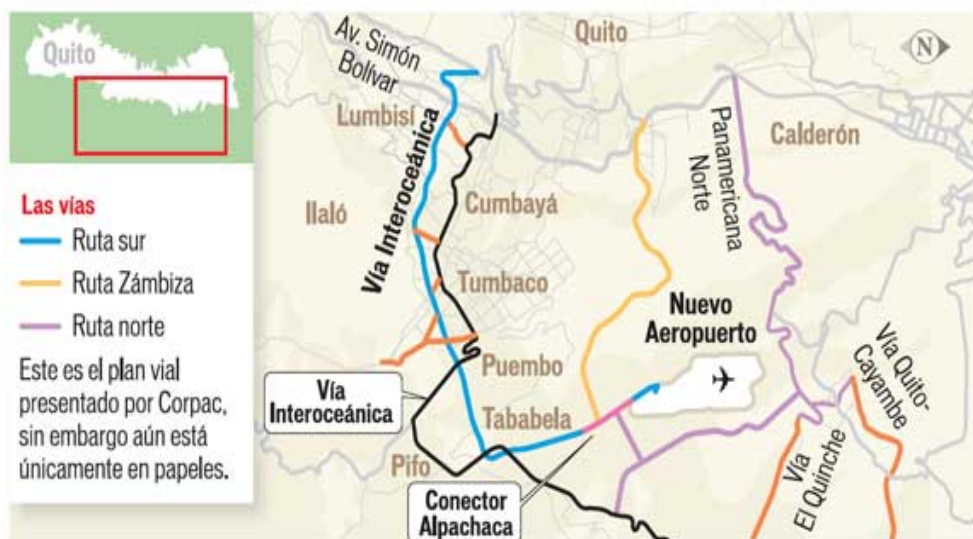 Quito
Las vías
Ruta sur
Ruta Zámbiza
Ruta norte
Este es el plan vial
presentado por Corpac,
sin embargo aún está
únicamente en papeles.
Av. Simón
Bolívar
Quito
N
Lumbisí
Calderón
Panamericana
Norte
Vía Interoceánica
Ilaló
Cumbayá
Tumbaco
Nuevo
Aeropuerto
Puembo
Vía Quito-
Cayambe
Vía
Interoceánica
Tababela
Pifo
Vía
El Quinche
Conector
Alpachaca